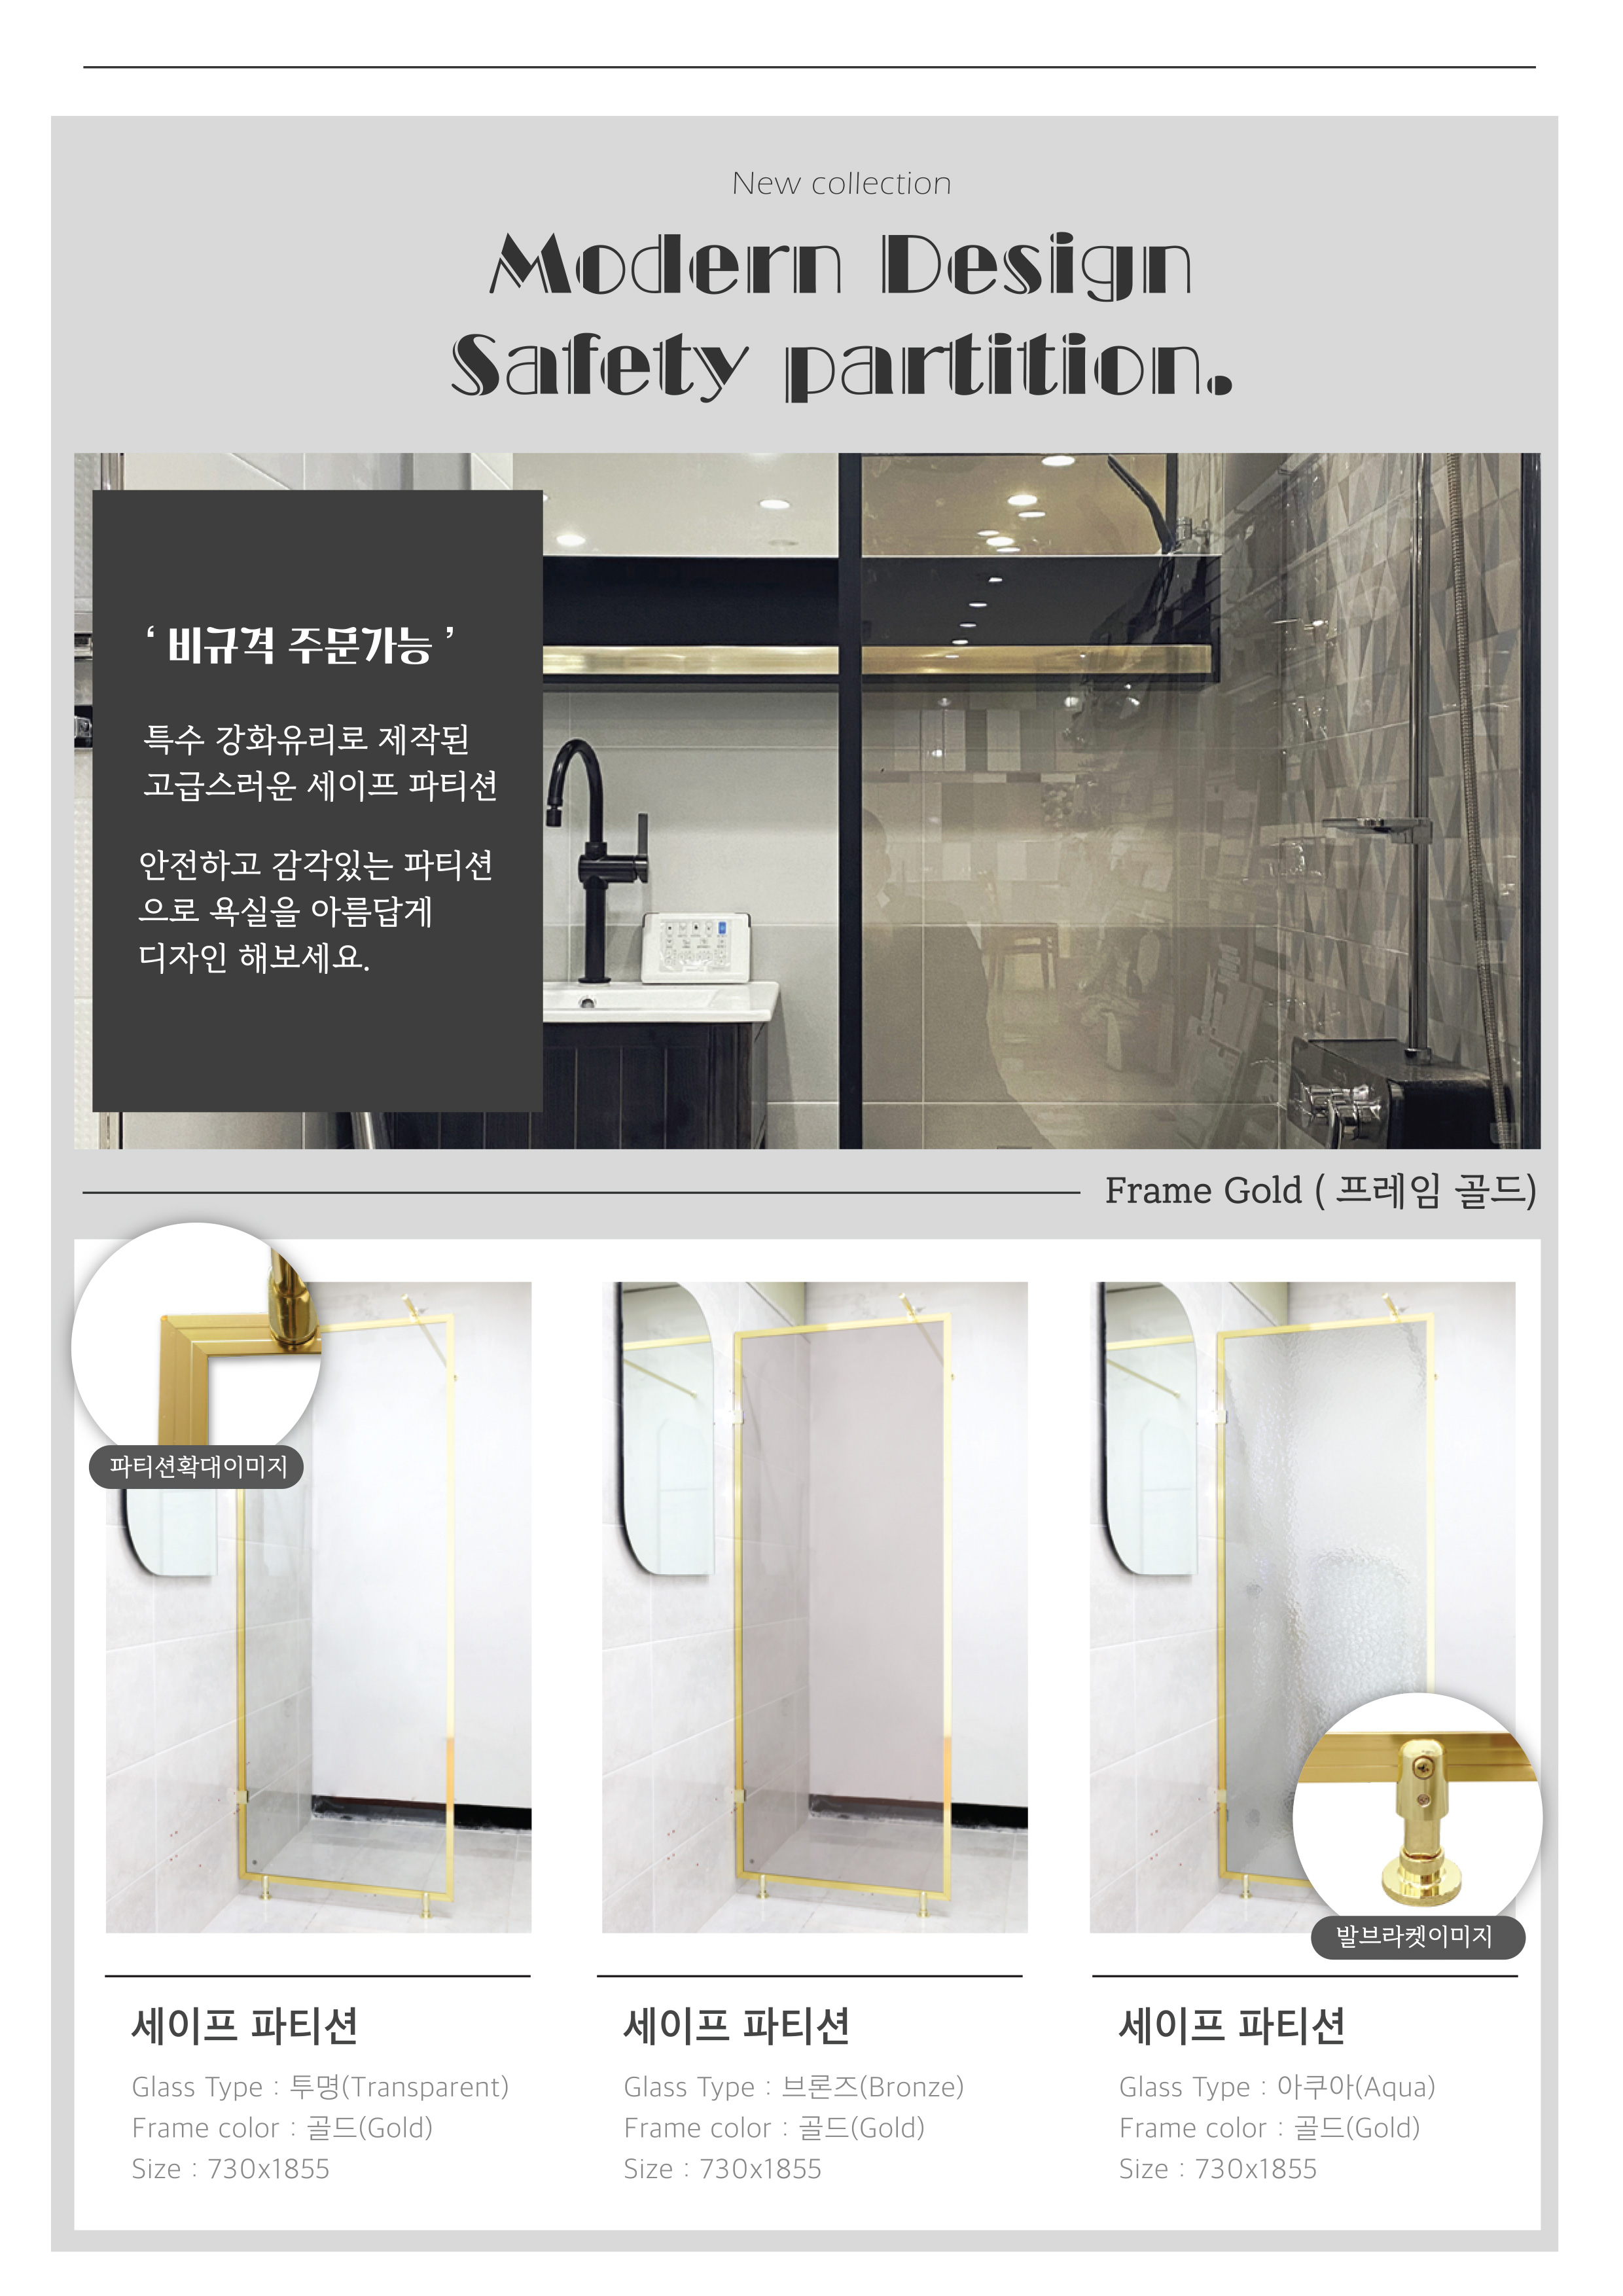 New collection
Modern Design
Safety partition.
‘ 비규격 주문가능 ’
특수 강화유리로 제작된
고급스러운 세이프 파티션
안전하고 감각있는 파티션
으로 욕실을 아름답게
디자인 해보세요.
Frame Gold ( 프레임 골드)
파티션확대이미지
발브라켓이미지
세이프 파티션
Glass Type : 투명(Transparent)
Frame color : 골드(Gold)
Size : 730x1855
세이프 파티션
Glass Type : 브론즈(Bronze)
Frame color : 골드(Gold)
Size : 730x1855
세이프 파티션
Glass Type : 아쿠아(Aqua)
Frame color : 골드(Gold)
Size : 730x1855